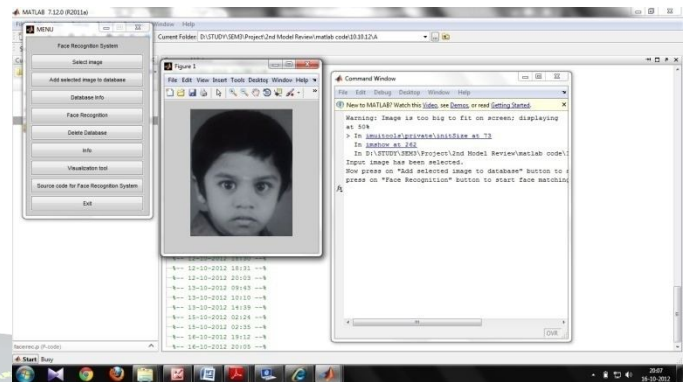 MATLAB 7.12.0 (R2011a)
Window Help
Current Folder: D:\STUDY\SEM3\Project\2nd Model Review\matlab code\10.10.12\A
MENU
Face Recognition System
Select image
Add selected image to database
Database Info
Face Recognition
Delete Database
Info
Visualization tool
Source code for Face Recognition System
Exit
Figure 1
File Edit View Insert Tools Desktop Window Help
Command Window
File Edit Debug Desktop Window Help
New to MATLAB? Watch this Video, see Demos, or read Getting Started.
Warning: Image is too big to fit on screen; displaying
at 50%
> In imuitools\private\initSize at 73
In imshow at 282
In D:\STUDY\SEM3\Project\2nd Model Review\matlab code\
Input image has been selected.
Now press on "Add selected image to database" button to
press on "Face Recognition" button to start face matching
fx
%-- 12-10-2012 18:31 --%
%-- 12-10-2012 20:03 --%
%-- 13-10-2012 09:43 --%
%-- 13-10-2012 10:10 --%
%-- 13-10-2012 14:39 --%
%-- 15-10-2012 02:24 --%
%-- 15-10-2012 02:35 --%
%-- 16-10-2012 19:12 --%
%-- 16-10-2012 20:05 --%
OVR
facerec.p (P-code)
Start Busy
20:07
16-10-2012